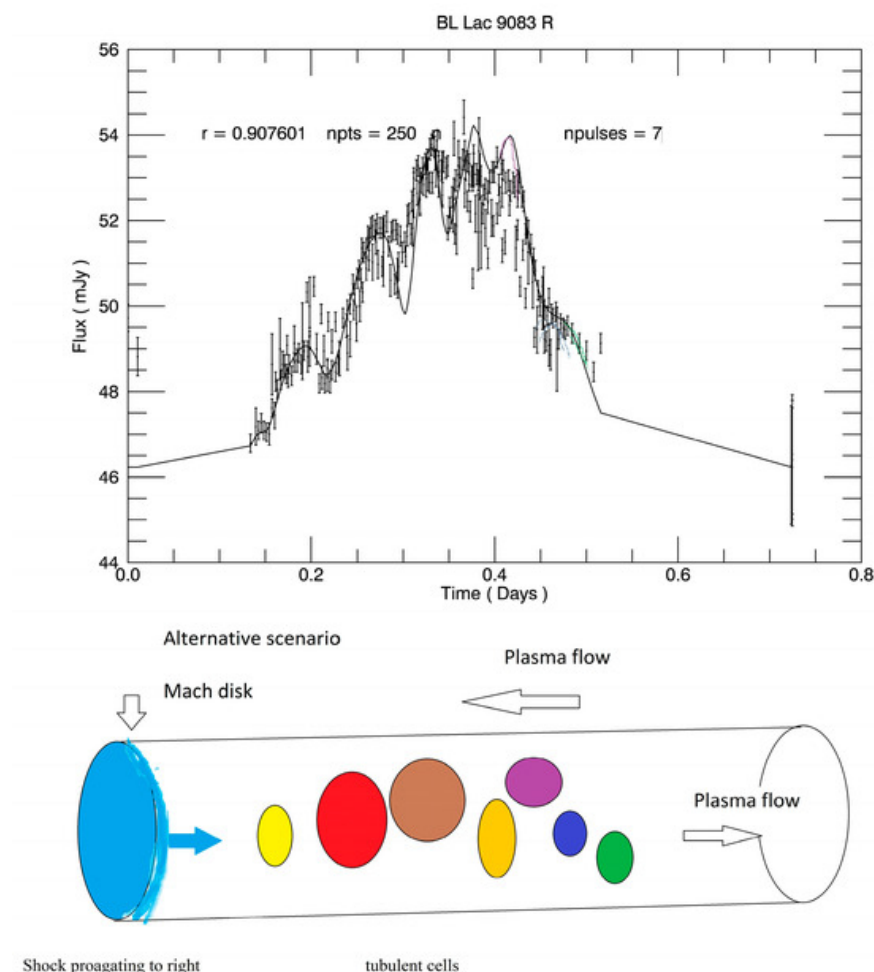 BL Lac 9083 R
56
r = 0.907601 npts = 250 npulses = 7
54
52
50
48
46
44
Flux ( mJy )
0.0 0.2 0.4 0.6 0.8
Time ( Days )
Alternative scenario
Plasma flow
Mach disk
Plasma flow
Shock proagating to right tubulent cells